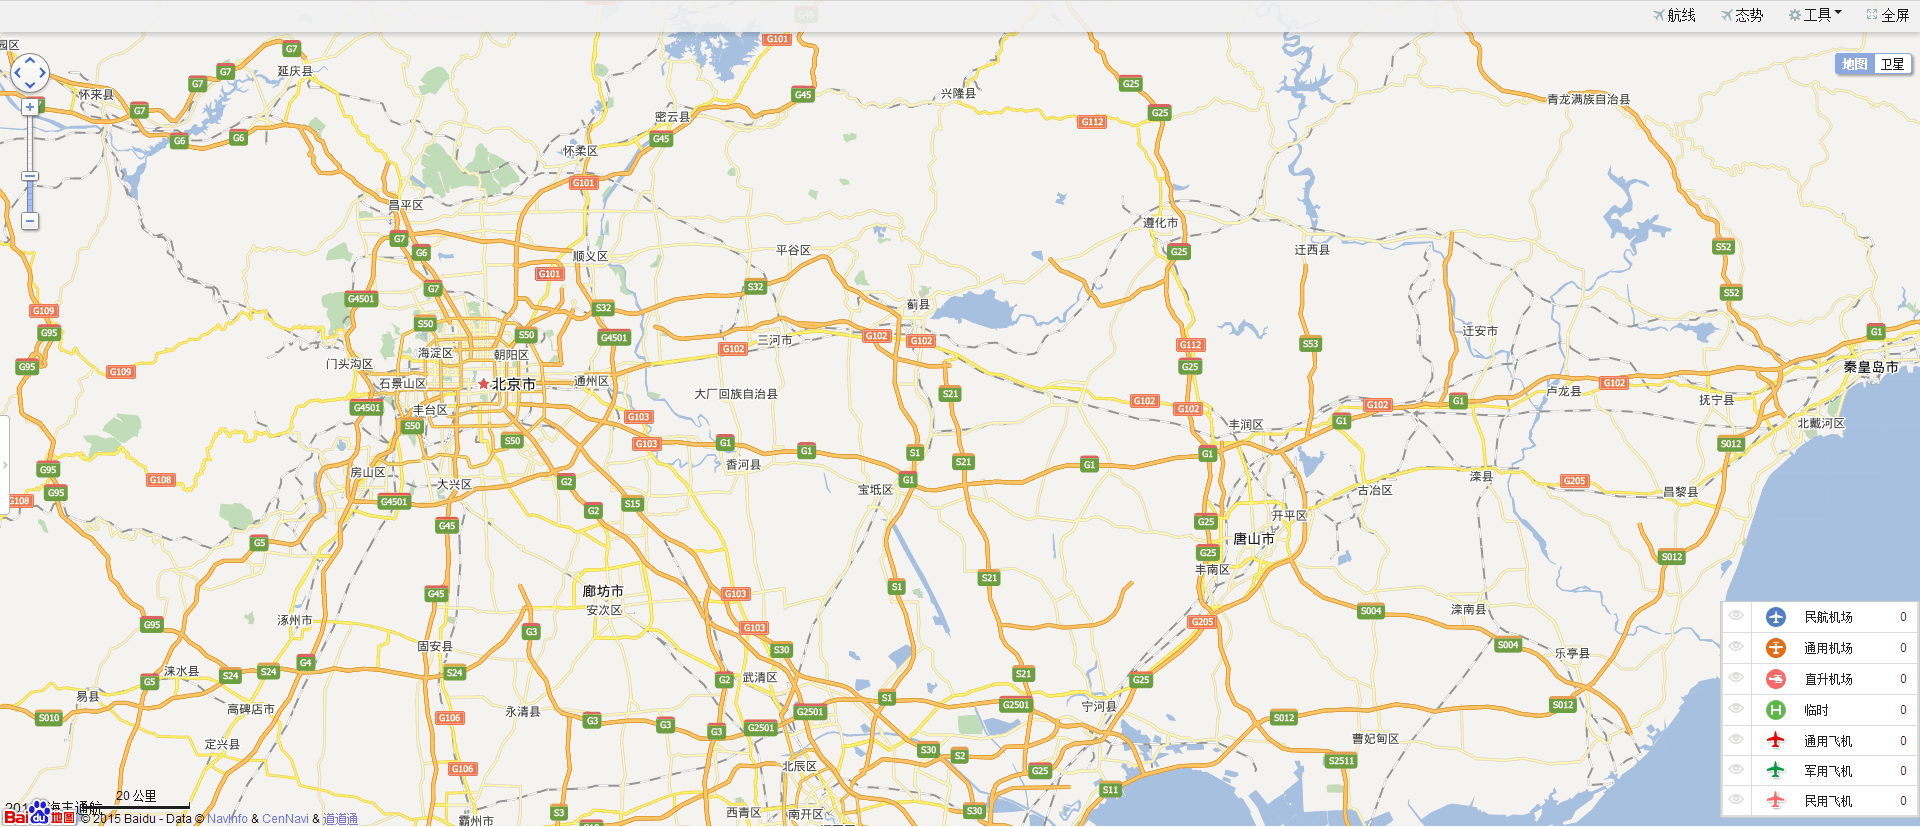 航线
态势
工具
全屏
地图
卫星
G45
园区
G7
延庆县
G101
G7
G7
怀来县
G7
G45
兴隆县
G25
青龙满族自治县
G6
G6
密云县
G45
G112
G25
怀柔区
G101
昌平区
G7
G6
遵化市
G25
平谷区
顺义区
迁西县
S52
G101
G7
S32
S52
G4501
G109
G95
S50
S32
G4501
S50
蓟县
三河市
G102
G102
G102
G112
S53
迁安市
G1
G95
G109
门头沟区
海淀区
朝阳区
石景山区
北京市
通州区
大厂回族自治县
G25
秦皇岛市
G102
卢龙县
抚宁县
S21
G102
G102
G102
G1
G1
北戴河区
G4501
丰台区
S50
S50
G103
G103
G1
G1
S1
丰润区
S012
G95
G95
G108
G108
房山区
大兴区
G2
香河县
宝坻区
G1
S21
G1
G1
滦县
G205
昌黎县
古冶区
G4501
G45
G2
S15
G25
开平区
唐山市
G5
G25
丰南区
S012
G45
廊坊市
安次区
G103
S1
S21
G95
涿州市
G3
G103
G205
S004
滦南县
S004
乐亭县
固安县
S30
涞水县
G5
S24
S24
G4
S24
武清区
G2
S21
G25
易县
S010
高碑店市
永清县
G106
G3
G3
G3
G2501
G2501
S1
G2501
宁河县
S012
S012
定兴县
曹妃甸区
G106
北辰区
S30
S2
G25
S2511
S11
S3
西青区
南开区
S30
霸州市
民航机场 0
通用机场 0
直升机场 0
临时 0
通用飞机 0
军用飞机 0
民用飞机 0
20 公里
Bai du 地图
© 2015 Baidu - Data © NavInfo & CenNavi & 道道通